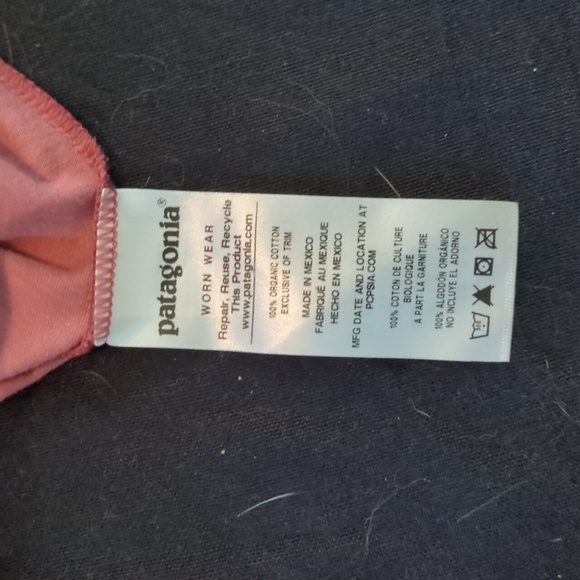 patagonia®
WORN WEAR
Repair, Reuse, Recycle
This Product
www.patagonia.com
100% ORGANIC COTTON
EXCLUSIVE OF TRIM
MADE IN MEXICO
FABRIQUÉ AU MEXIQUE
HECHO EN MEXICO
MFG DATE AND LOCATION AT
PCPSIA.COM
100% COTON DE CULTURE
BIOLOGIQUE
A PART LA GARNITURE
100% ALGODÓN ORGÁNICO
NO INCLUYE EL ADORNO